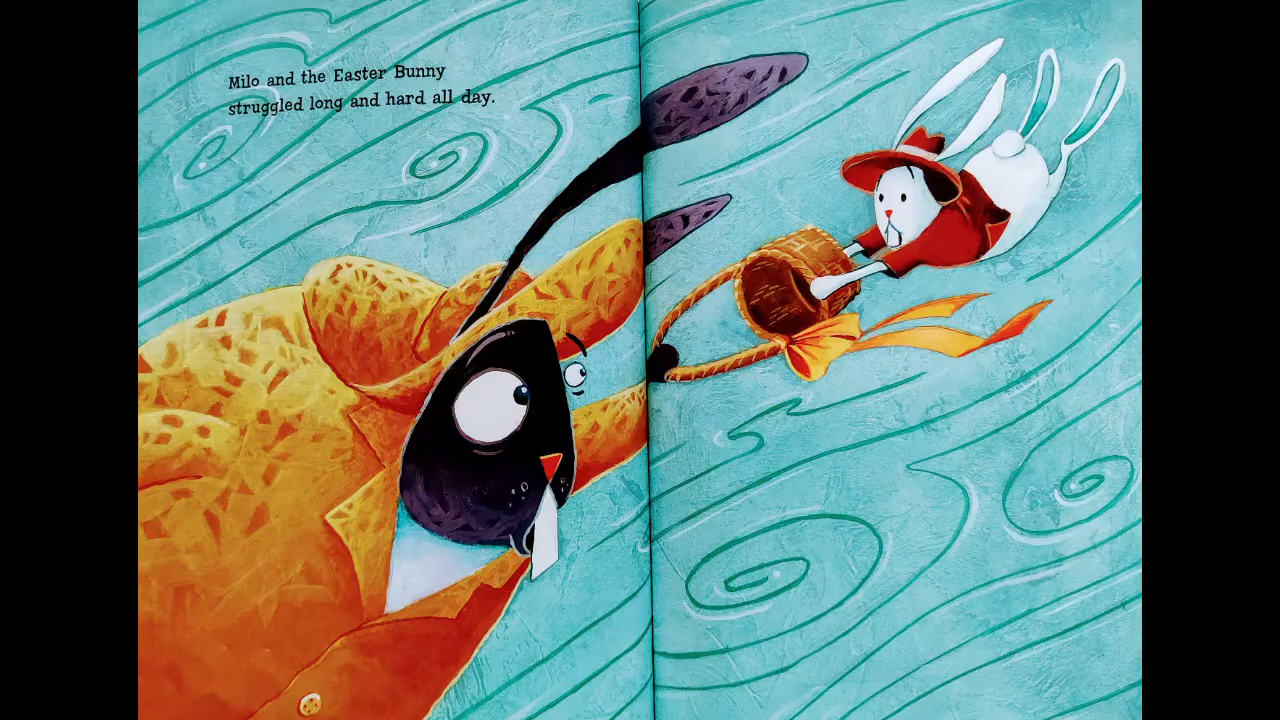 Milo and the Easter Bunny
struggled long and hard all day.